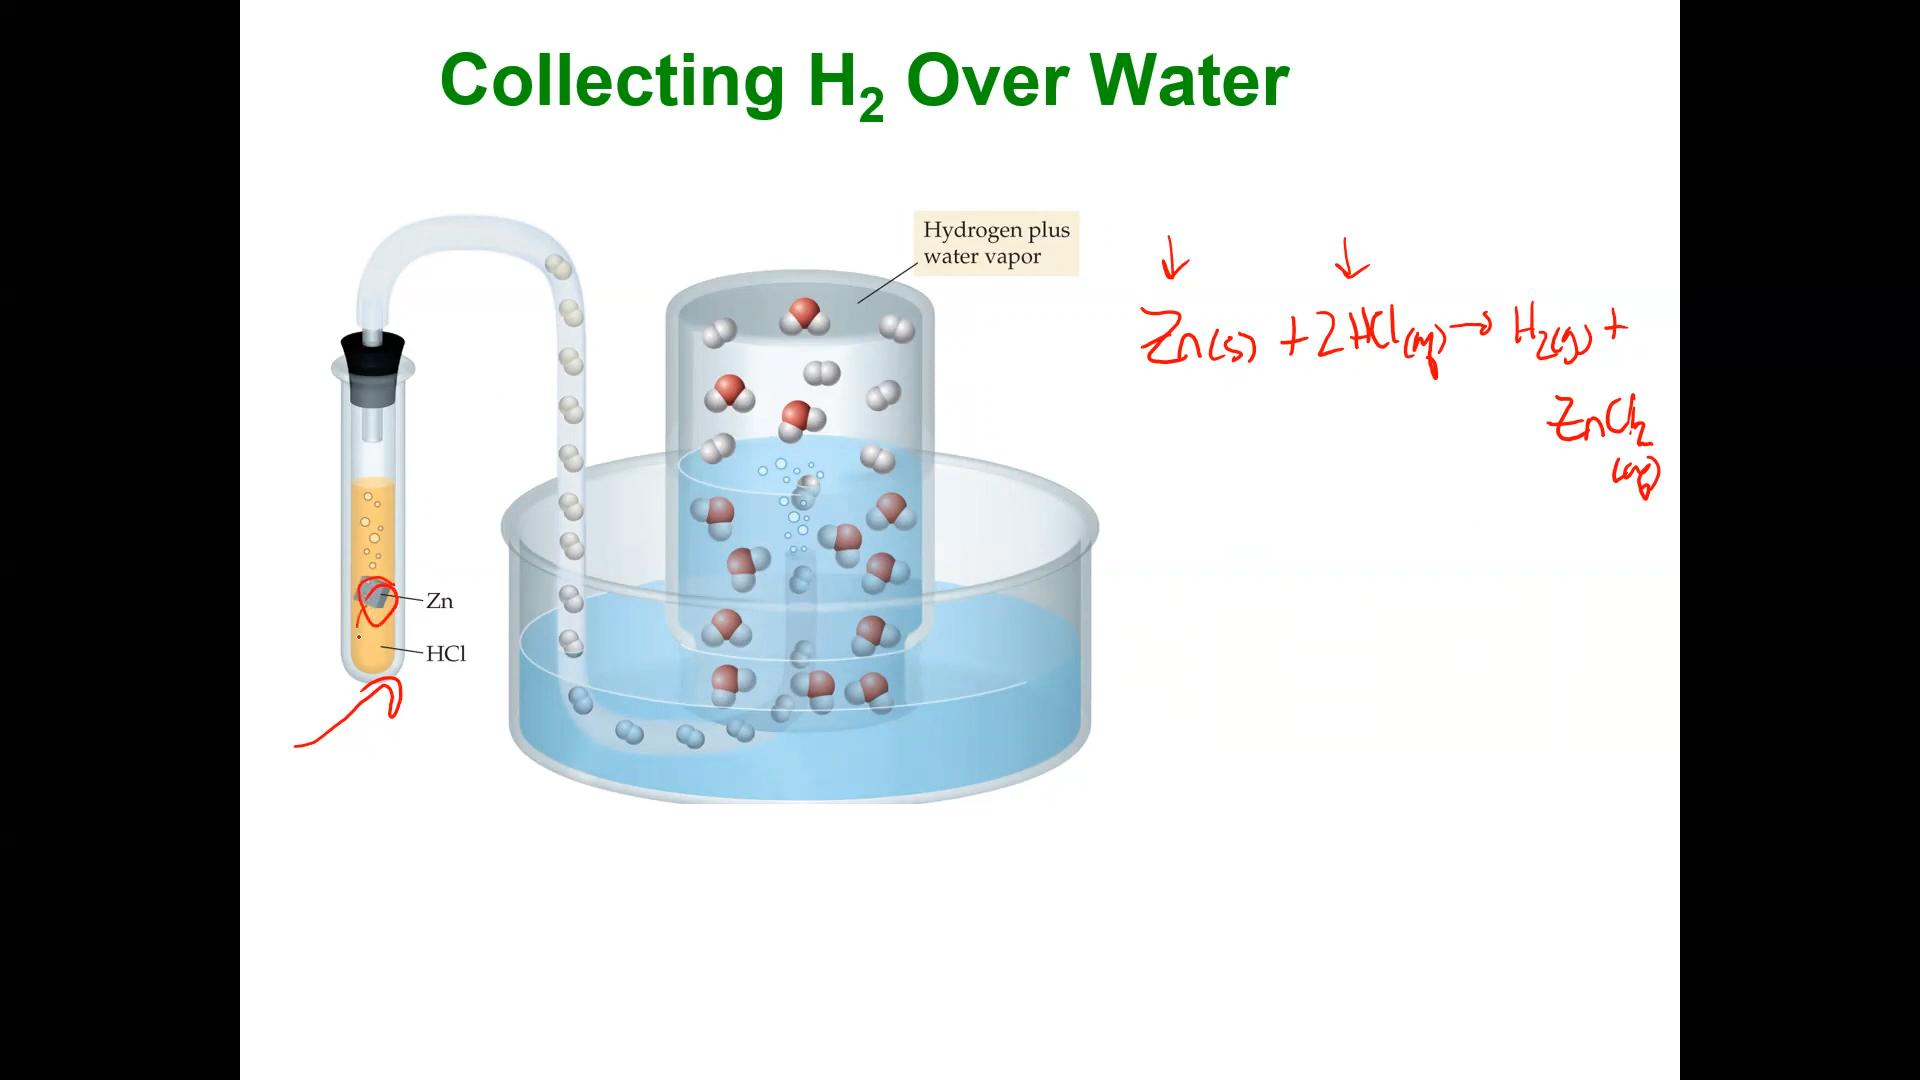 Collecting H₂ Over Water
Hydrogen plus
water vapor
Zn(s) + 2HCl(aq) → H₂(g) +
ZnCl₂
(aq)
Zn
HCl